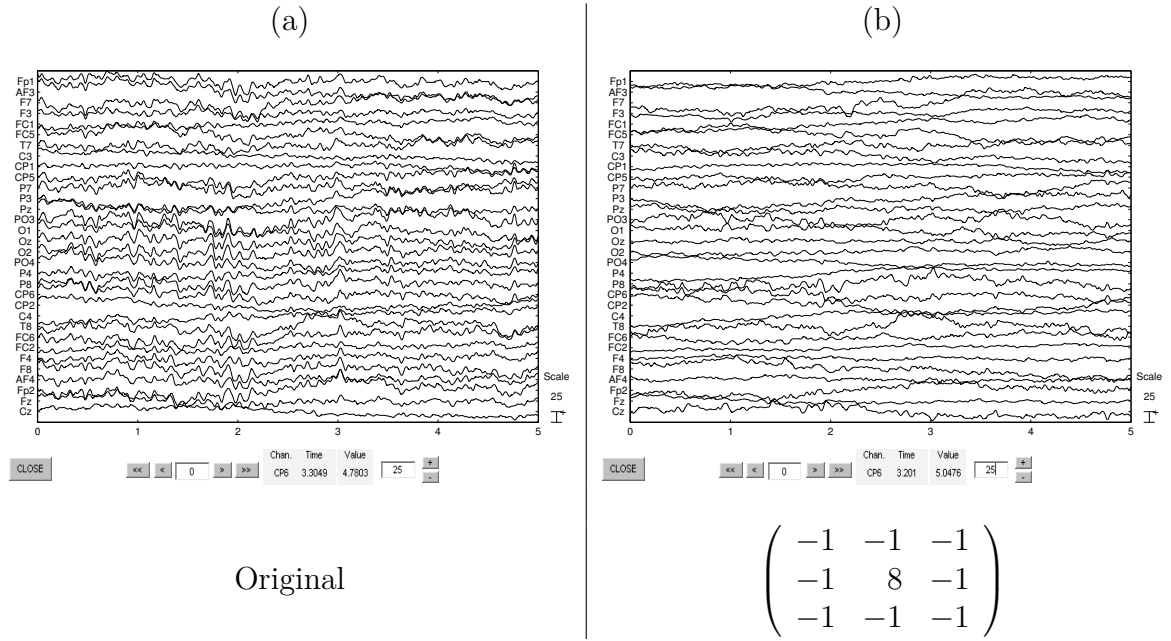 (a)
Fp1
AF3
F7
F3
FC1
FC5
T7
C3
CP1
CP5
P7
P3
Pz
PO3
O1
Oz
O2
PO4
P4
P8
CP6
CP2
C4
T8
FC6
FC2
F4
F8
AF4
Fp2
Fz
Cz
0 1 2 3 4 5
Scale
25
+
CLOSE
<< < 0 > >>
Chan. Time Value
CP6 3.3049 4.7803
25
+
-
Original
(b)
Fp1
AF3
F7
F3
FC1
FC5
T7
C3
CP1
CP5
P7
P3
Pz
PO3
O1
Oz
O2
PO4
P4
P8
CP6
CP2
C4
T8
FC6
FC2
F4
F8
AF4
Fp2
Fz
Cz
0 1 2 3 4 5
Scale
25
+
CLOSE
<< < 0 > >>
Chan. Time Value
CP6 3.201 5.0476
25
+
-
−1 −1 −1
−1 8 −1
−1 −1 −1